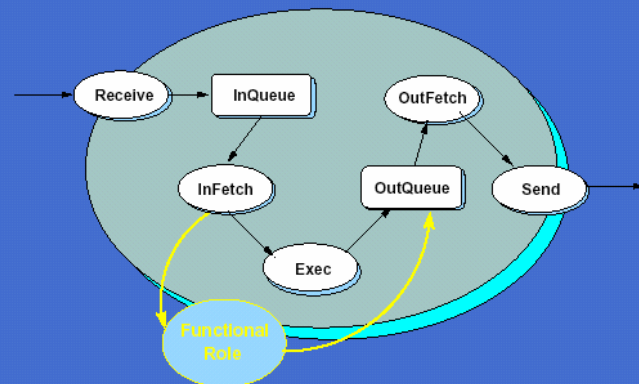 Receive
InQueue
OutFetch
InFetch
OutQueue
Send
Exec
Functional
Role